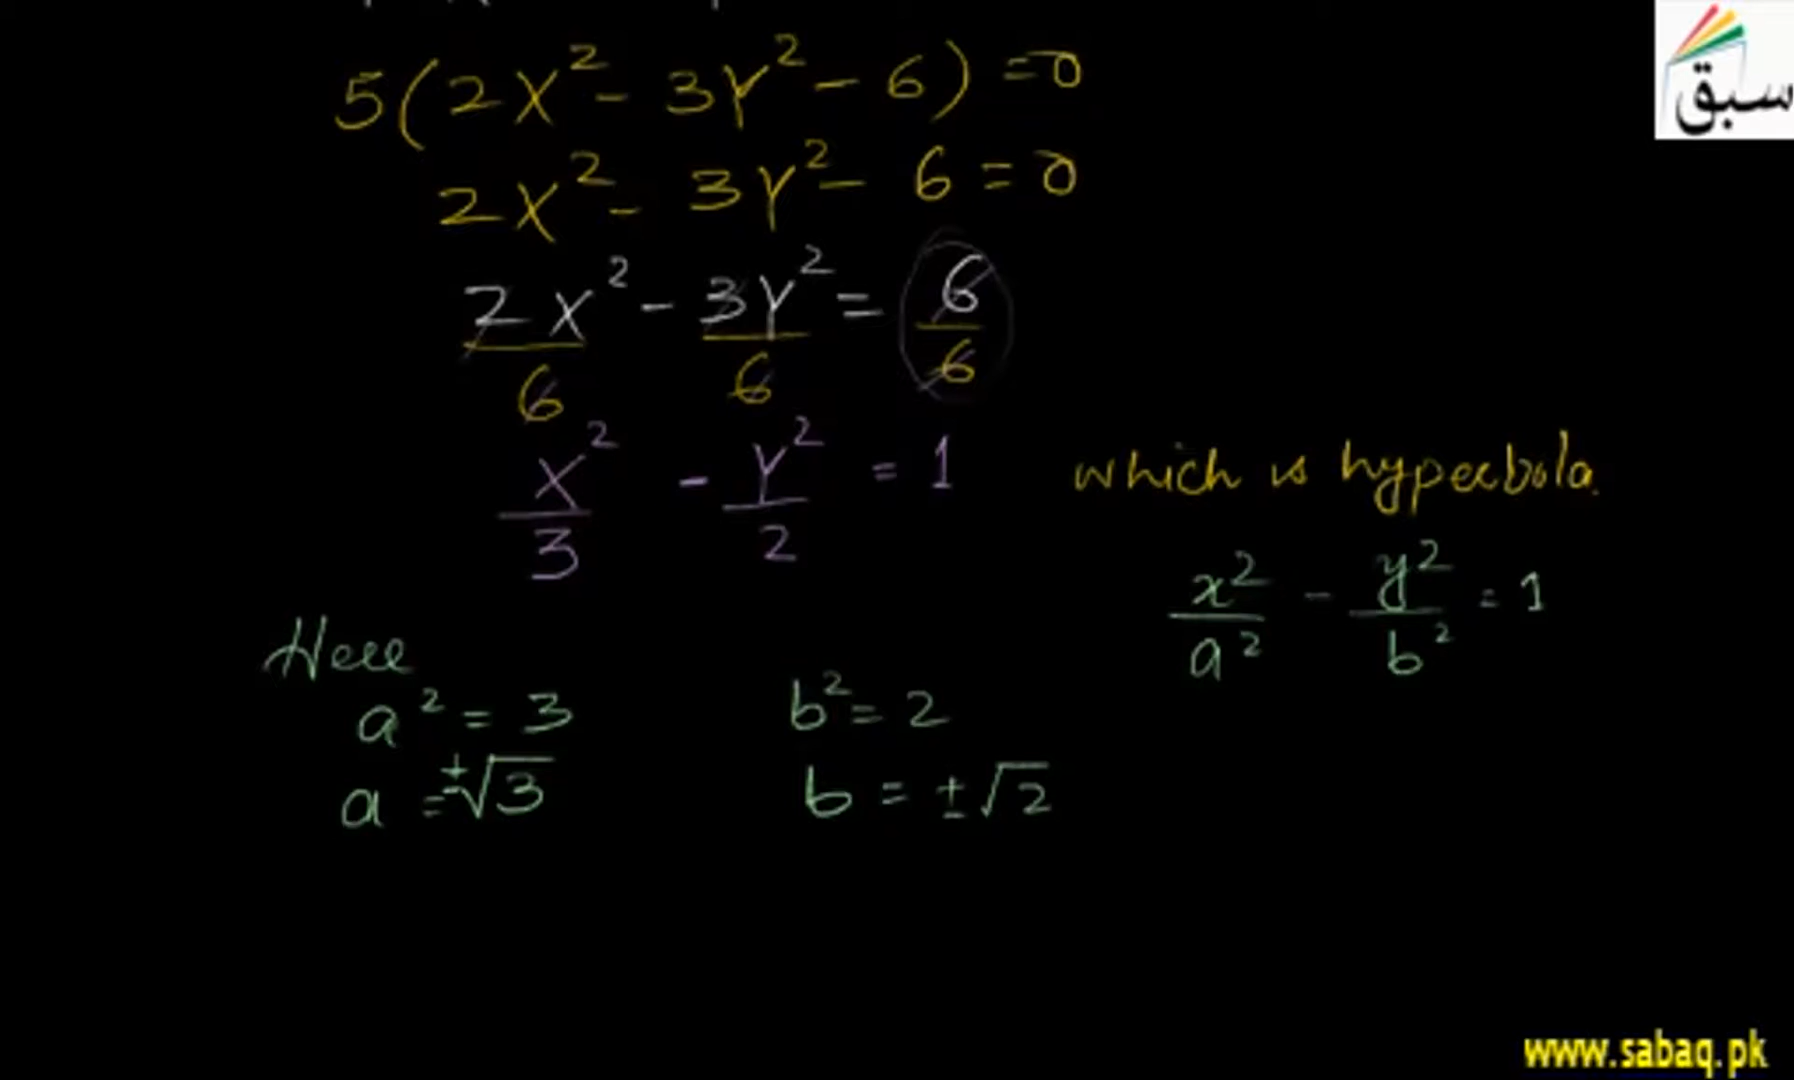 5(2X² - 3Y² - 6) = 0
سبق
2X² - 3Y² - 6 = 0
2X²/6 - 3Y²/6 = 6/6
X²/3 - Y²/2 = 1 which is hyperbola.
x²/a² - y²/b² = 1
Here
a² = 3 b² = 2
a = ±√3 b = ±√2
www.sabaq.pk